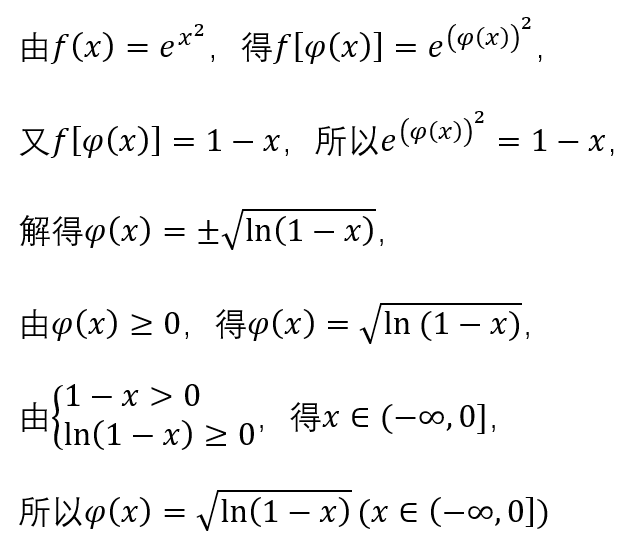 由f(x) = e^{x^2}，得f[φ(x)] = e^{(φ(x))^2}，
又f[φ(x)] = 1 − x，所以e^{(φ(x))^2} = 1 − x，
解得φ(x) = ±√(ln(1 − x))，
由φ(x) ≥ 0，得φ(x) = √(ln (1 − x))，
由{1 − x > 0
ln(1 − x) ≥ 0，得x ∈ (−∞, 0]，
所以φ(x) = √(ln(1 − x)) (x ∈ (−∞, 0])